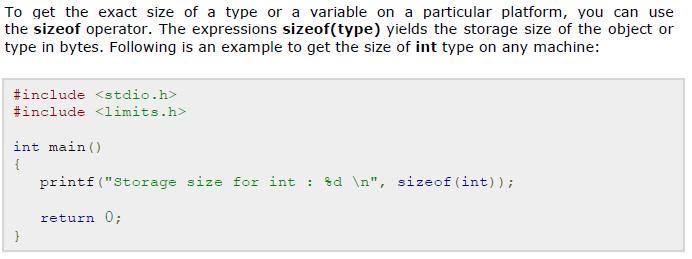 To get the exact size of a type or a variable on a particular platform, you can use
the sizeof operator. The expressions sizeof(type) yields the storage size of the object or
type in bytes. Following is an example to get the size of int type on any machine:
#include <stdio.h>
#include <limits.h>
int main()
{
printf("Storage size for int : %d \n", sizeof(int));
return 0;
}